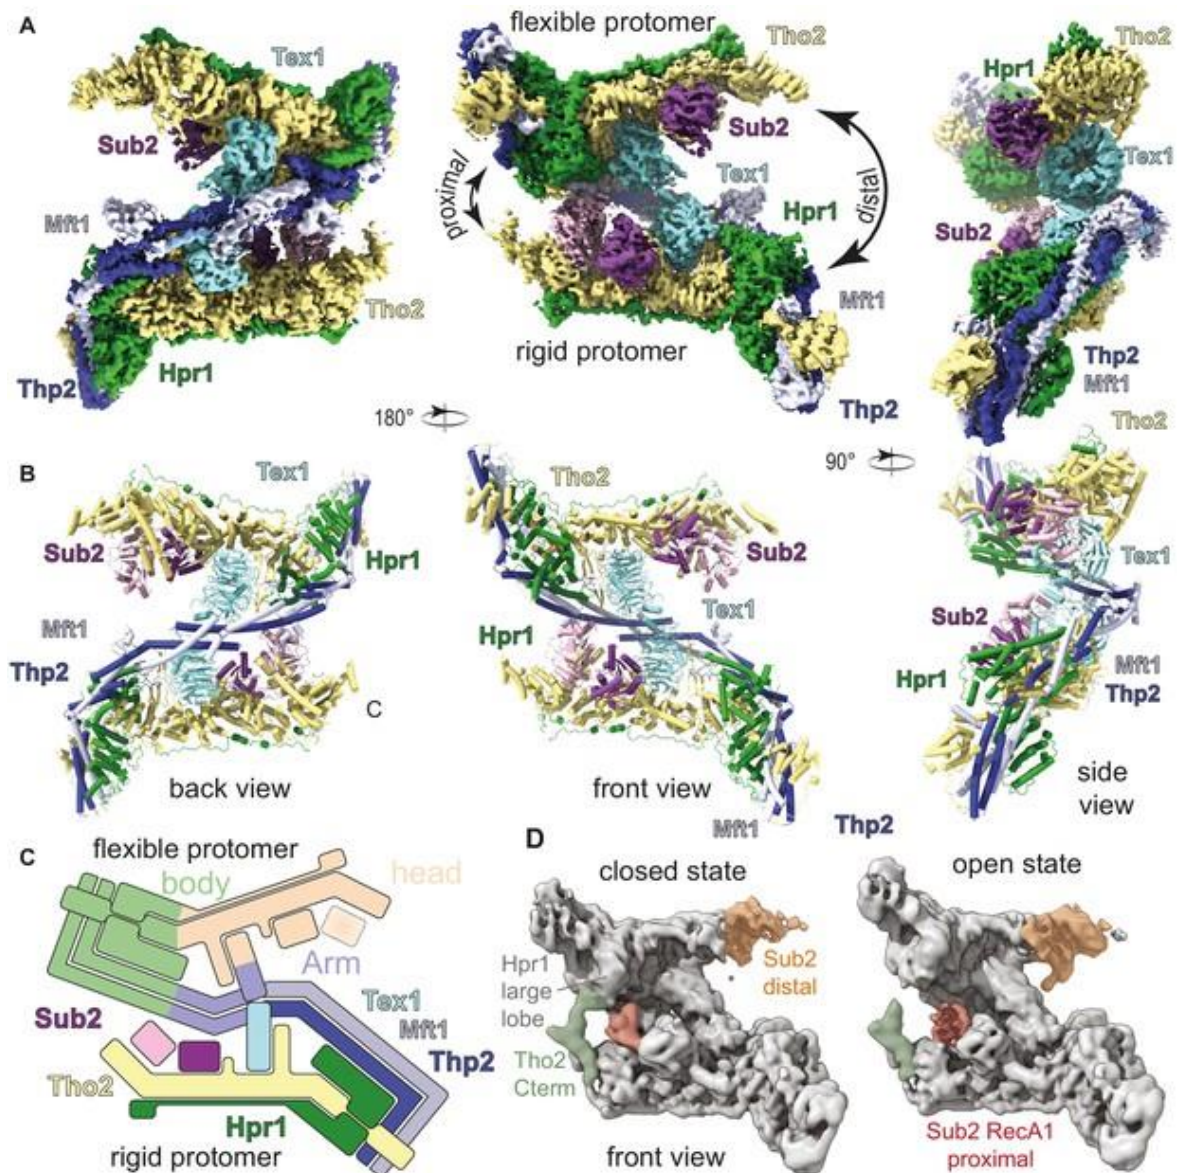 A
Tex1
Sub2
Mft1
Tho2
Hpr1
Thp2
flexible protomer
Tho2
Sub2
proximal
Tex1
Hpr1
distal
Mft1
rigid protomer
Thp2
Tho2
Hpr1
Tex1
Sub2
Thp2
Mft1
Tho2
180°
90°
B
Tex1
Sub2
Hpr1
Mft1
Thp2
C
back view
Tho2
Sub2
Tex1
Hpr1
front view
Mft1
Thp2
Tex1
Sub2
Hpr1
Mft1
Thp2
side
view
C
flexible protomer
body
head
Arm
Sub2
Tex1
Mft1
Thp2
Tho2
Hpr1
rigid protomer
D
closed state
open state
Hpr1
large
lobe
Sub2
distal
Tho2
Cterm
front view
Sub2 RecA1
proximal